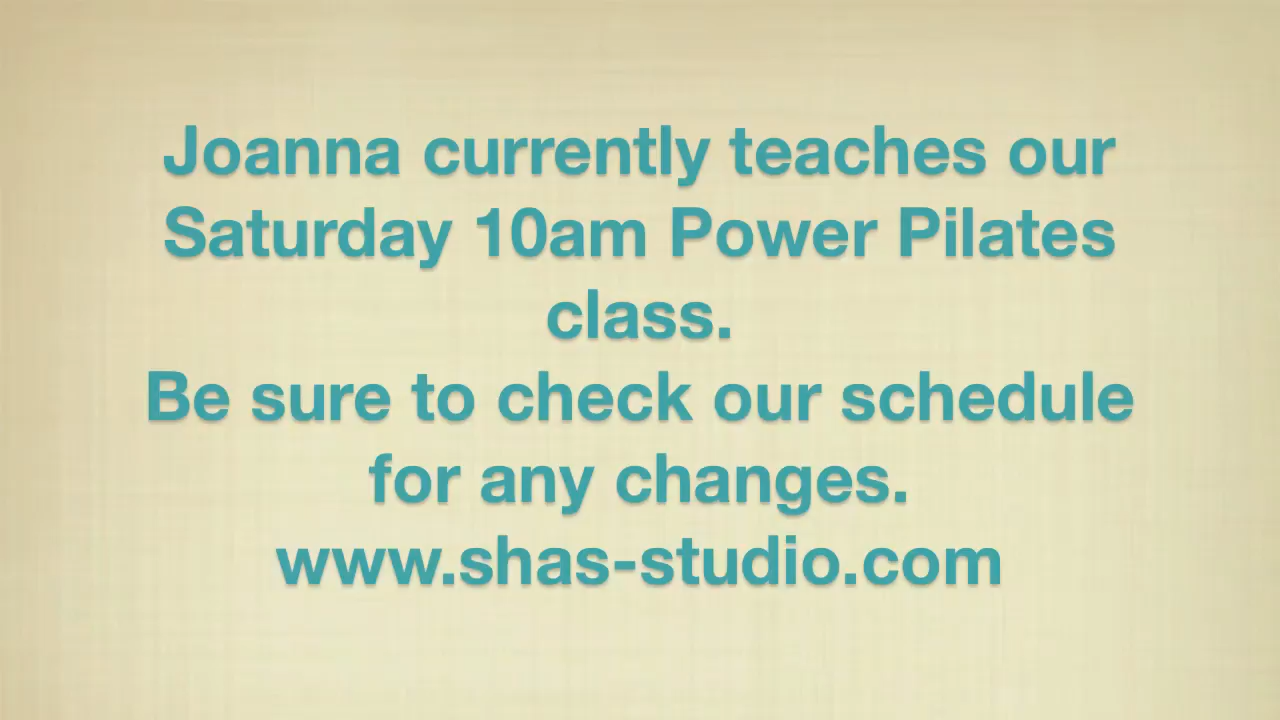 Joanna currently teaches our
Saturday 10am Power Pilates
class.
Be sure to check our schedule
for any changes.
www.shas-studio.com